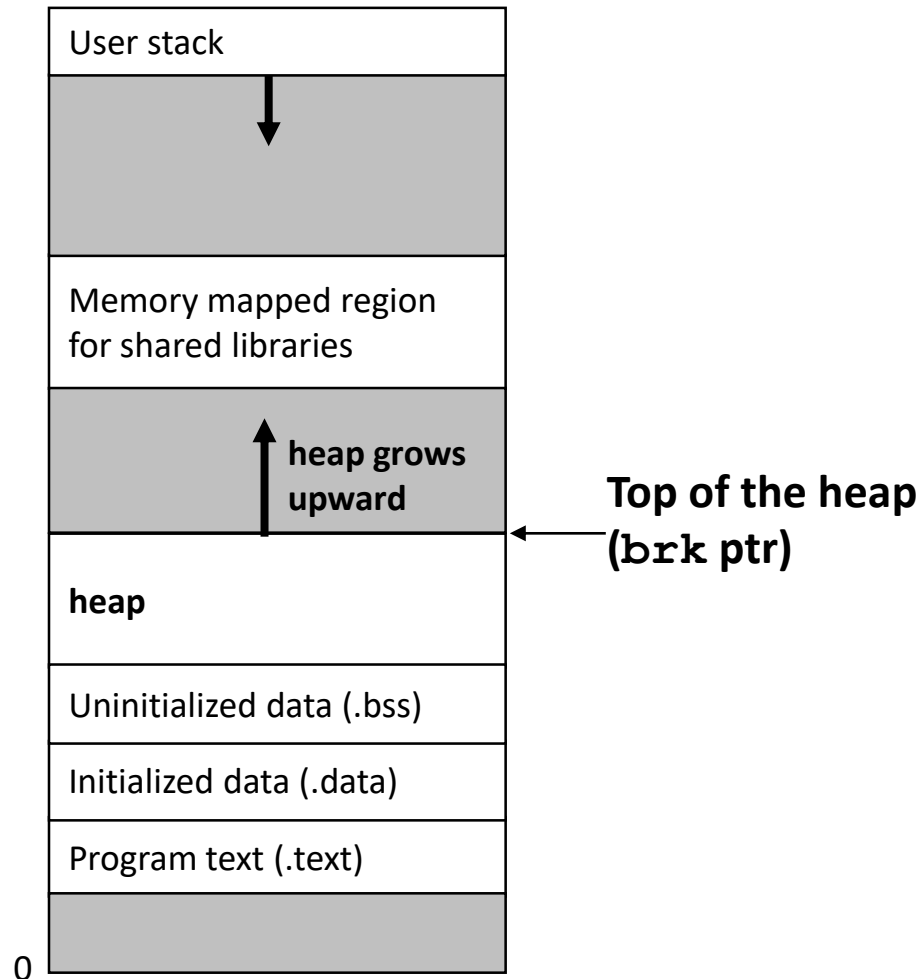 User stack
Memory mapped region
for shared libraries
heap grows
upward
Top of the heap
(brk ptr)
heap
Uninitialized data (.bss)
Initialized data (.data)
Program text (.text)
0